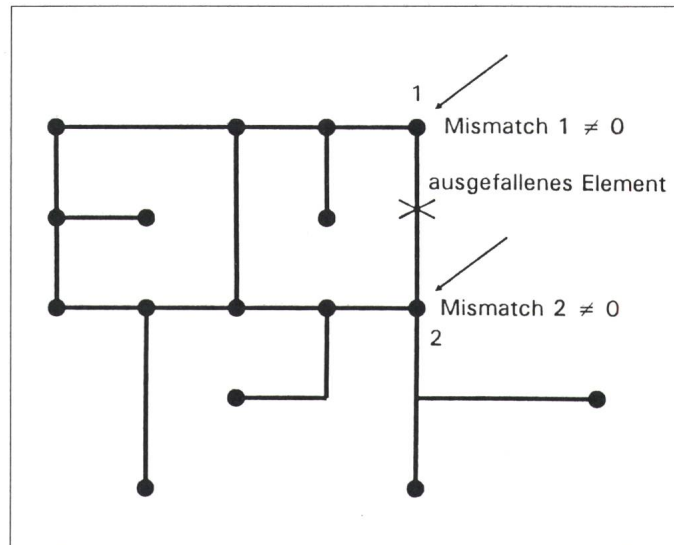 1
Mismatch 1 ≠ 0
ausgefallenes Element
Mismatch 2 ≠ 0
2